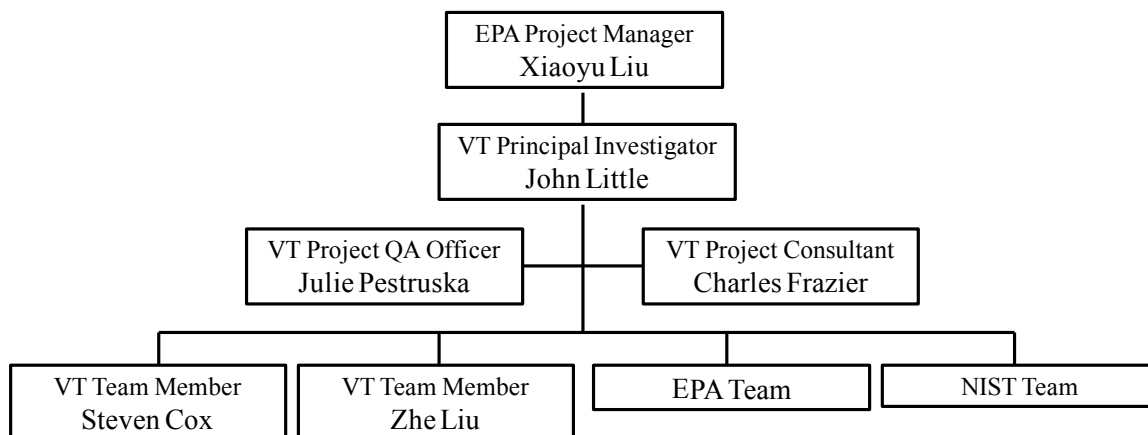 EPA Project Manager
Xiaoyu Liu
VT Principal Investigator
John Little
VT Project QA Officer
Julie Pestruska
VT Project Consultant
Charles Frazier
VT Team Member
Steven Cox
VT Team Member
Zhe Liu
EPA Team
NIST Team